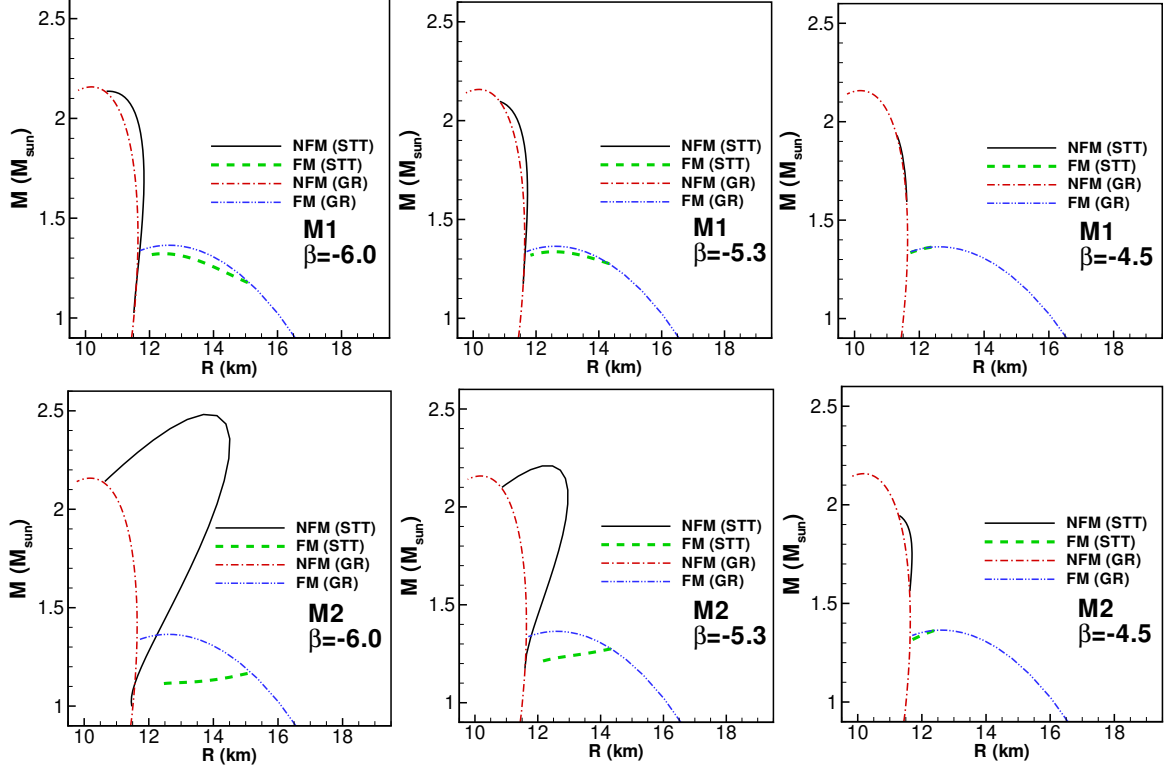 M (M_sun)
2.5
2
1.5
1
10 12 14 16 18
R (km)
NFM (STT)
FM (STT)
NFM (GR)
FM (GR)
M1
β=-6.0
M (M_sun)
2.5
2
1.5
1
10 12 14 16 18
R (km)
NFM (STT)
FM (STT)
NFM (GR)
FM (GR)
M1
β=-5.3
M (M_sun)
2.5
2
1.5
1
10 12 14 16 18
R (km)
NFM (STT)
FM (STT)
NFM (GR)
FM (GR)
M1
β=-4.5
M (M_sun)
2.5
2
1.5
1
10 12 14 16 18
R (km)
NFM (STT)
FM (STT)
NFM (GR)
FM (GR)
M2
β=-6.0
M (M_sun)
2.5
2
1.5
1
10 12 14 16 18
R (km)
NFM (STT)
FM (STT)
NFM (GR)
FM (GR)
M2
β=-5.3
M (M_sun)
2.5
2
1.5
1
10 12 14 16 18
R (km)
NFM (STT)
FM (STT)
NFM (GR)
FM (GR)
M2
β=-4.5